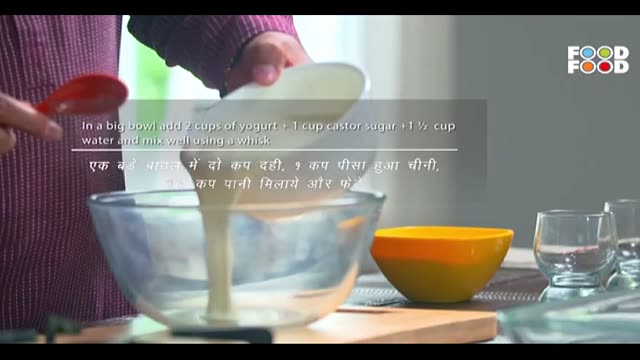 FOOD
FOOD
In a big bowl add 2 cups of yogurt + 1 cup castor sugar +1 ½ cup
water and mix well using a whisk
एक बडे बाउल में दो कप दही, १ कप पीसा हुआ चीनी,
कप पानी मिलाये और फेंटे